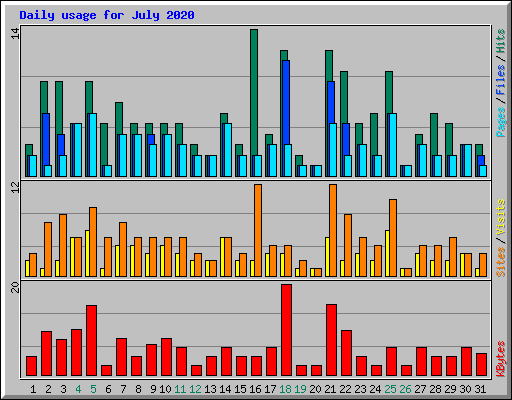 Daily usage for July 2020
14
Pages/Files/Hits
12
Sites/Visits
20
KBytes
1 2 3 4 5 6 7 8 9 10 11 12 13 14 15 16 17 18 19 20 21 22 23 24 25 26 27 28 29 30 31